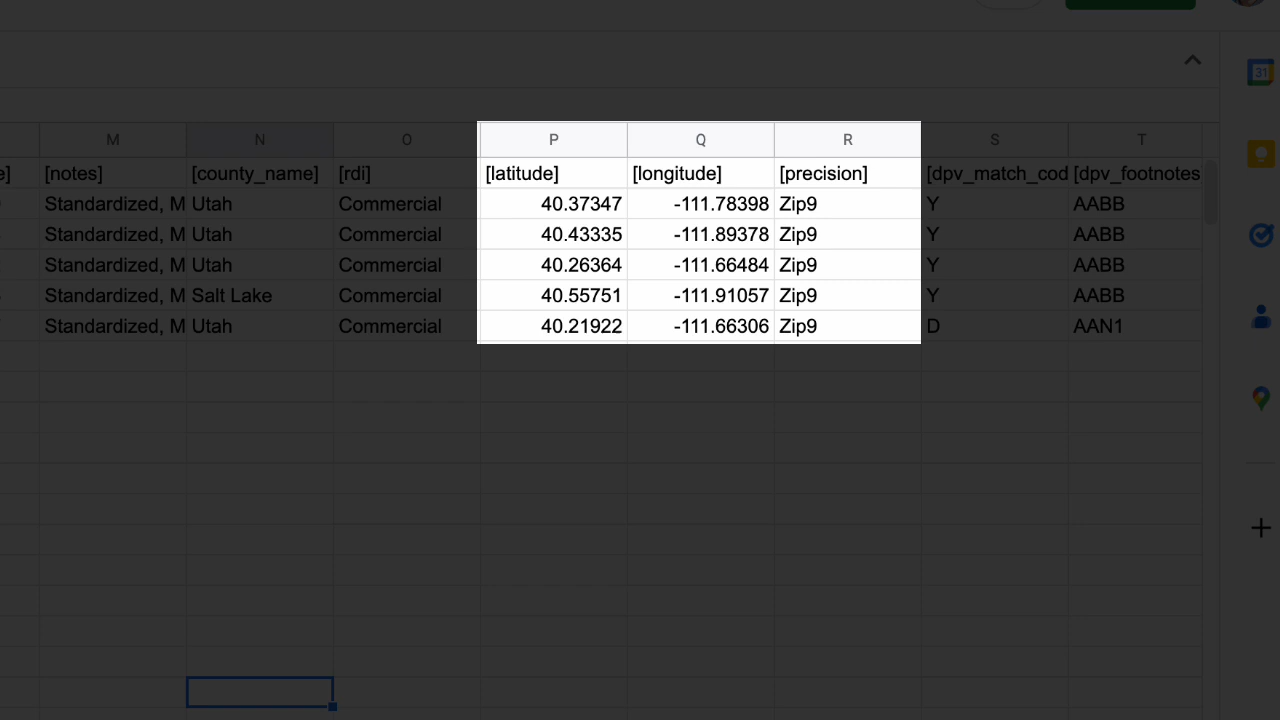 31
M N O P Q R S T
e] [notes] [county_name] [rdi] [latitude] [longitude] [precision] [dpv_match_cod [dpv_footnotes
Standardized, M Utah Commercial 40.37347 -111.78398 Zip9 Y AABB
Standardized, M Utah Commercial 40.43335 -111.89378 Zip9 Y AABB
Standardized, M Utah Commercial 40.26364 -111.66484 Zip9 Y AABB
Standardized, M Salt Lake Commercial 40.55751 -111.91057 Zip9 Y AABB
Standardized, M Utah Commercial 40.21922 -111.66306 Zip9 D AAN1